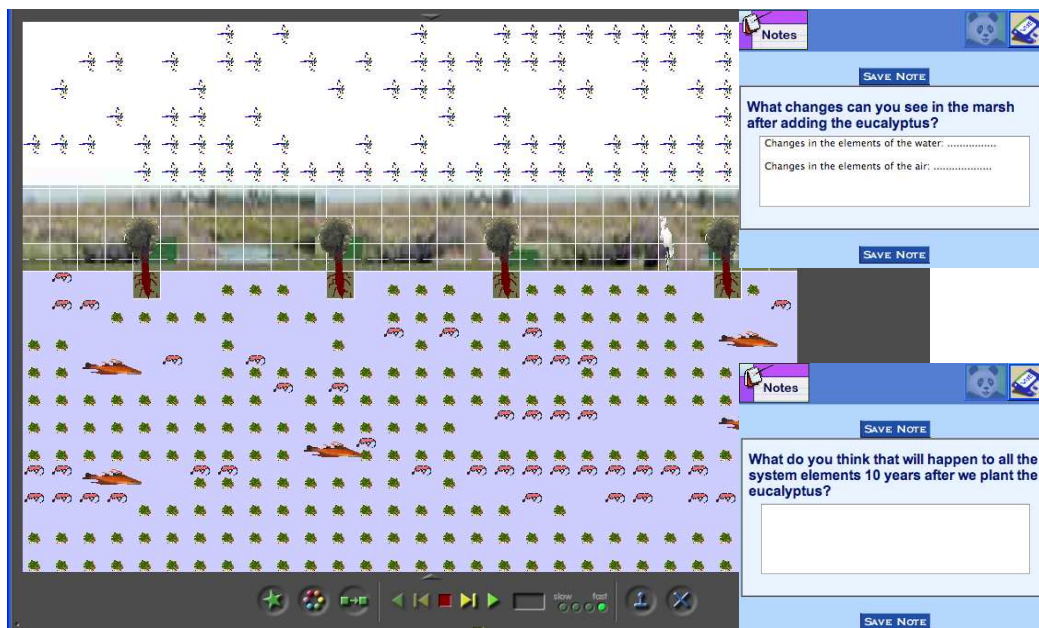 Notes
SAVE NOTE
What changes can you see in the marsh
after adding the eucalyptus?
Changes in the elements of the water: ................
Changes in the elements of the air: ...................
SAVE NOTE
Notes
SAVE NOTE
What do you think that will happen to all the
system elements 10 years after we plant the
eucalyptus?
slow fast
SAVE NOTE